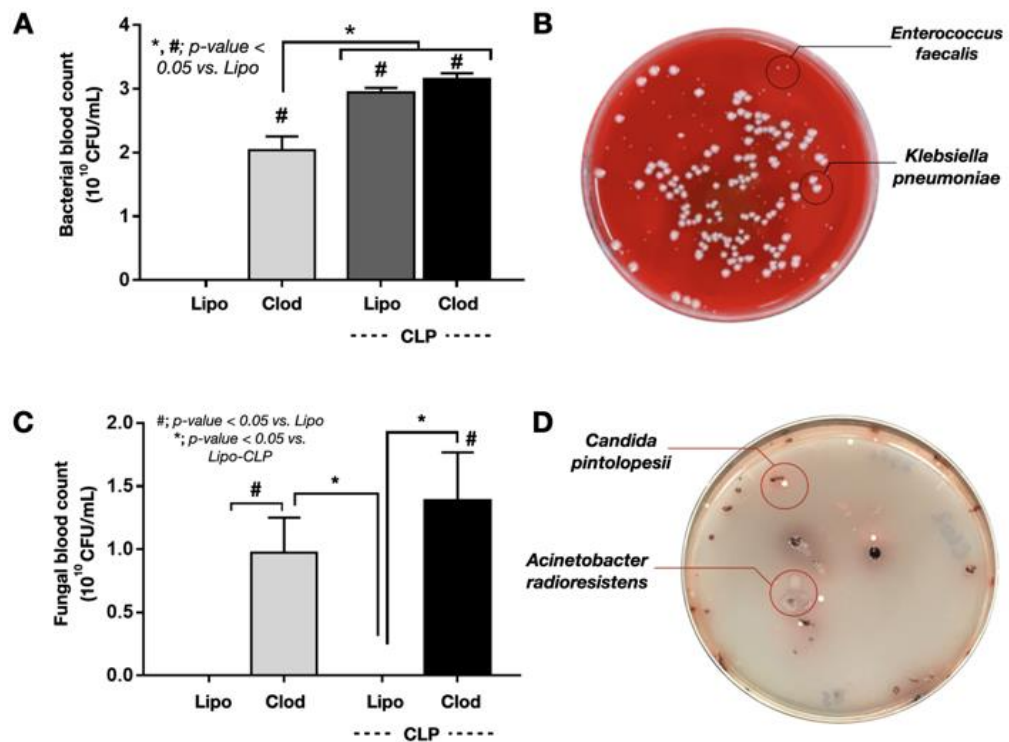 A
Bacterial blood count
(10^10 CFU/mL)
4
3
2
1
0
*, #; p-value <
0.05 vs. Lipo
*
#
#
#
Lipo
Clod
Lipo
Clod
---- CLP -----
B
Enterococcus
faecalis
Klebsiella
pneumoniae
C
Fungal blood count
(10^10 CFU/mL)
2.0
1.5
1.0
0.5
0.0
#; p-value < 0.05 vs. Lipo
*; p-value < 0.05 vs.
Lipo-CLP
#
*
*
#
Lipo
Clod
Lipo
Clod
---- CLP -----
D
Candida
pintolopesii
Acinetobacter
radioresistens